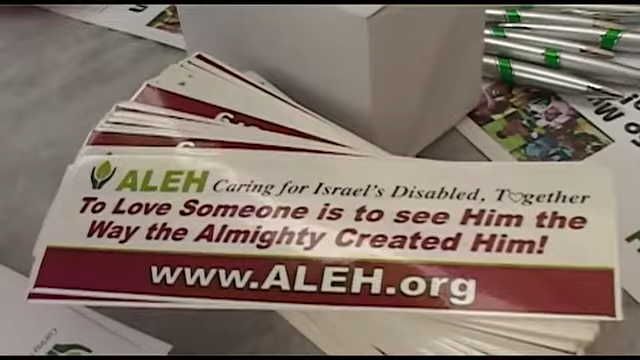 ALEH Caring for Israel's Disabled, Together
To Love Someone is to see Him the
Way the Almighty Created Him!
www.ALEH.org